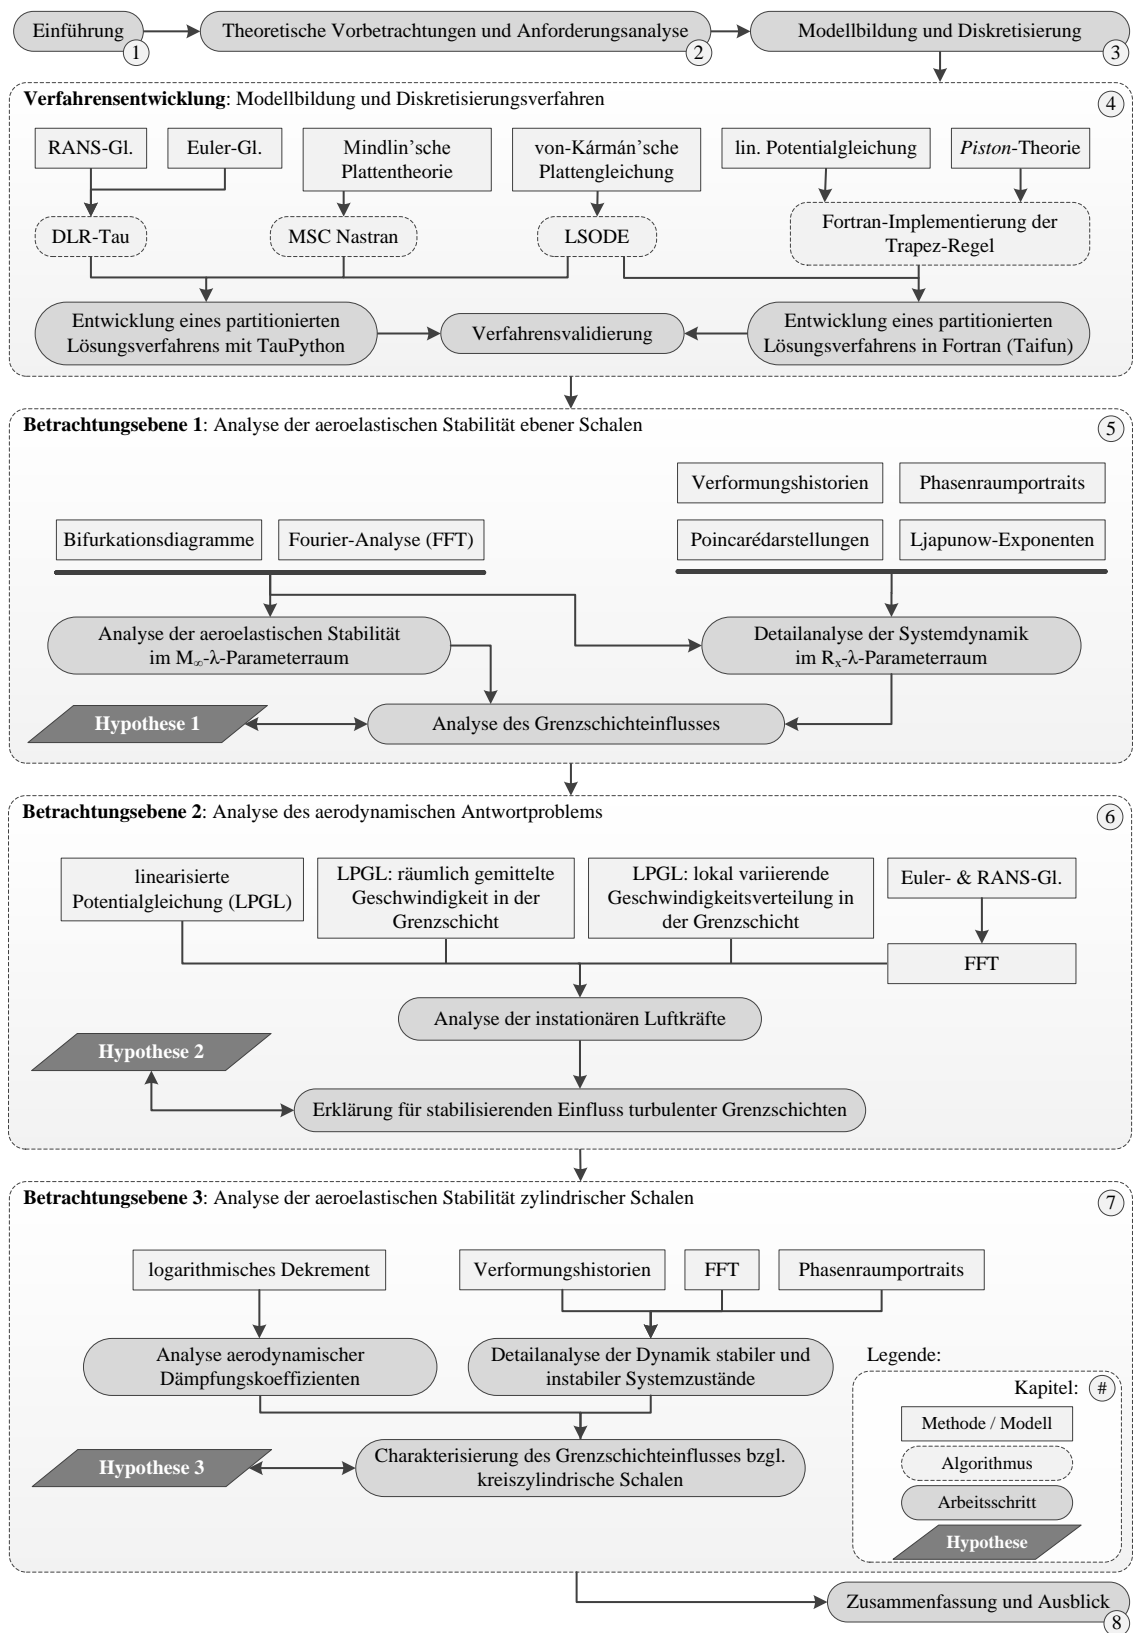 Einführung
1
Theoretische Vorbetrachtungen und Anforderungsanalyse
2
Modellbildung und Diskretisierung
3
Verfahrensentwicklung: Modellbildung und Diskretisierungsverfahren
4
RANS-Gl.
Euler-Gl.
Mindlin’sche
Plattentheorie
von-Kármán’sche
Plattengleichung
lin. Potentialgleichung
Piston-Theorie
DLR-Tau
MSC Nastran
LSODE
Fortran-Implementierung der
Trapez-Regel
Entwicklung eines partitionierten
Lösungsverfahrens mit TauPython
Verfahrensvalidierung
Entwicklung eines partitionierten
Lösungsverfahrens in Fortran (Taifun)
Betrachtungsebene 1: Analyse der aeroelastischen Stabilität ebener Schalen
5
Verformungshistorien
Phasenraumportraits
Bifurkationsdiagramme
Fourier-Analyse (FFT)
Poincarédarstellungen
Ljapunow-Exponenten
Analyse der aeroelastischen Stabilität
im M∞-λ-Parameterraum
Detailanalyse der Systemdynamik
im Rx-λ-Parameterraum
Hypothese 1
Analyse des Grenzschichteinflusses
Betrachtungsebene 2: Analyse des aerodynamischen Antwortproblems
6
linearisierte
Potentialgleichung (LPGL)
LPGL: räumlich gemittelte
Geschwindigkeit in der
Grenzschicht
LPGL: lokal variierende
Geschwindigkeitsverteilung in
der Grenzschicht
Euler- & RANS-Gl.
FFT
Analyse der instationären Luftkräfte
Hypothese 2
Erklärung für stabilisierenden Einfluss turbulenter Grenzschichten
Betrachtungsebene 3: Analyse der aeroelastischen Stabilität zylindrischer Schalen
7
logarithmisches Dekrement
Verformungshistorien
FFT
Phasenraumportraits
Analyse aerodynamischer
Dämpfungskoeffizienten
Detailanalyse der Dynamik stabiler und
instabiler Systemzustände
Hypothese 3
Charakterisierung des Grenzschichteinflusses bzgl.
kreiszylindrische Schalen
Legende:
Kapitel: #
Methode / Modell
Algorithmus
Arbeitsschritt
Hypothese
Zusammenfassung und Ausblick
8